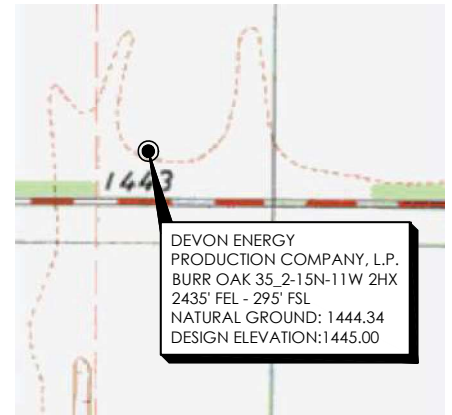 1443
DEVON ENERGY
PRODUCTION COMPANY, L.P.
BURR OAK 35_2-15N-11W 2HX
2435' FEL - 295' FSL
NATURAL GROUND: 1444.34
DESIGN ELEVATION:1445.00